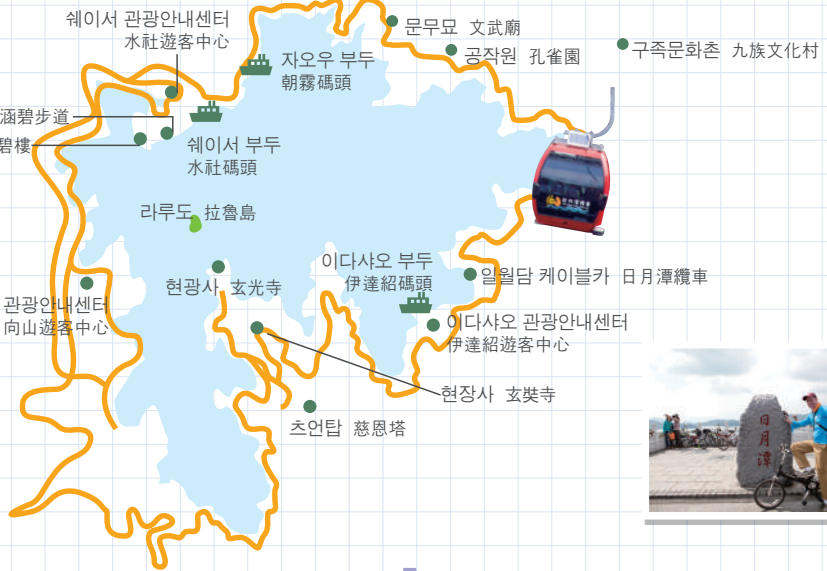 쉐이서 관광안내센터
水社遊客中心
문무묘 文武廟
공작원 孔雀園
구족문화촌 九族文化村
자오우 부두
朝霧碼頭
涵碧步道
碧樓
쉐이서 부두
水社碼頭
라루도 拉魯島
이다샤오 부두
伊達紹碼頭
일월담 케이블카 日月潭纜車
현광사 玄光寺
관광안내센터
向山遊客中心
이다샤오 관광안내센터
伊達紹遊客中心
현장사 玄奘寺
츠언탑 慈恩塔
日月潭